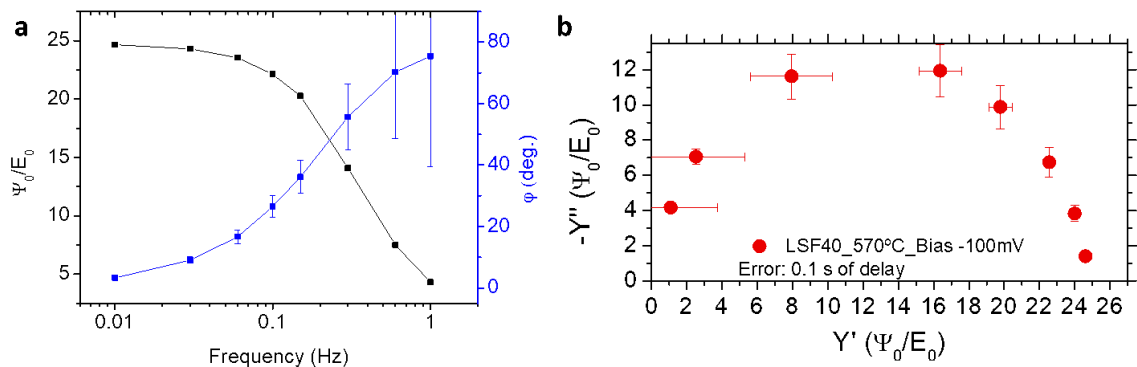 a
25
20
15
10
5
Ψ0/E0
0.01
0.1
1
Frequency (Hz)
80
60
40
20
0
φ (deg.)
b
12
10
8
6
4
2
0
-Y'' (Ψ0/E0)
LSF40_570ºC_Bias -100mV
Error: 0.1 s of delay
0 2 4 6 8 10 12 14 16 18 20 22 24 26
Y' (Ψ0/E0)